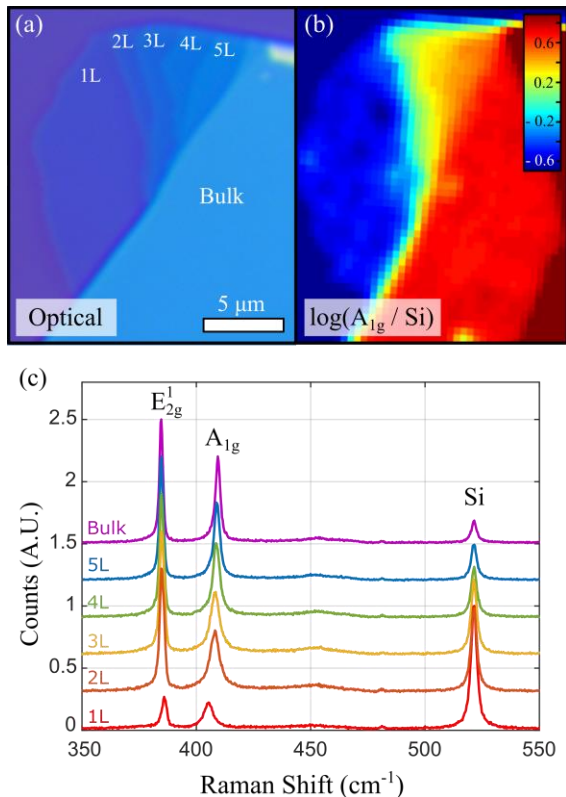 (a)
1L
2L
3L
4L
5L
Bulk
Optical
5 μm
(b)
0.6
0.2
- 0.2
- 0.6
log(A1g / Si)
(c)
E12g
A1g
Si
Bulk
5L
4L
3L
2L
1L
2.5
2
1.5
1
0.5
0
Counts (A.U.)
350
400
450
500
550
Raman Shift (cm-1)